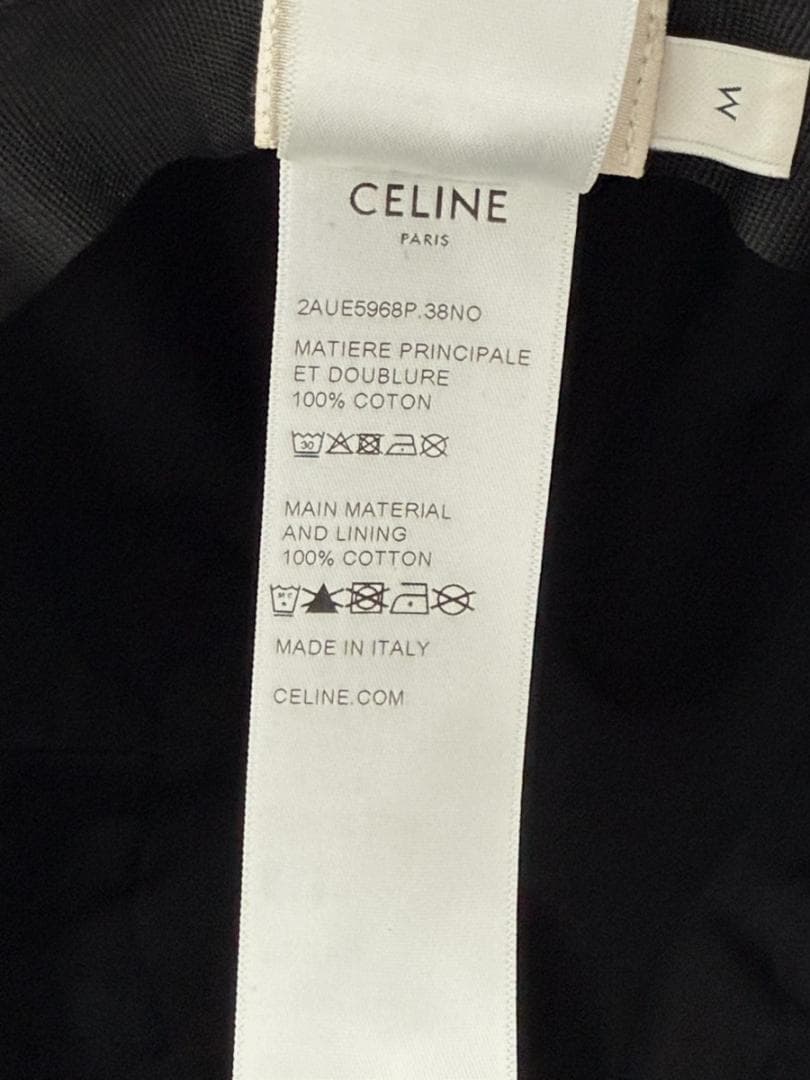 M
CELINE
PARIS
2AUE5968P.38NO
MATIERE PRINCIPALE
ET DOUBLURE
100% COTON
30
MAIN MATERIAL
AND LINING
100% COTTON
MADE IN ITALY
CELINE.COM